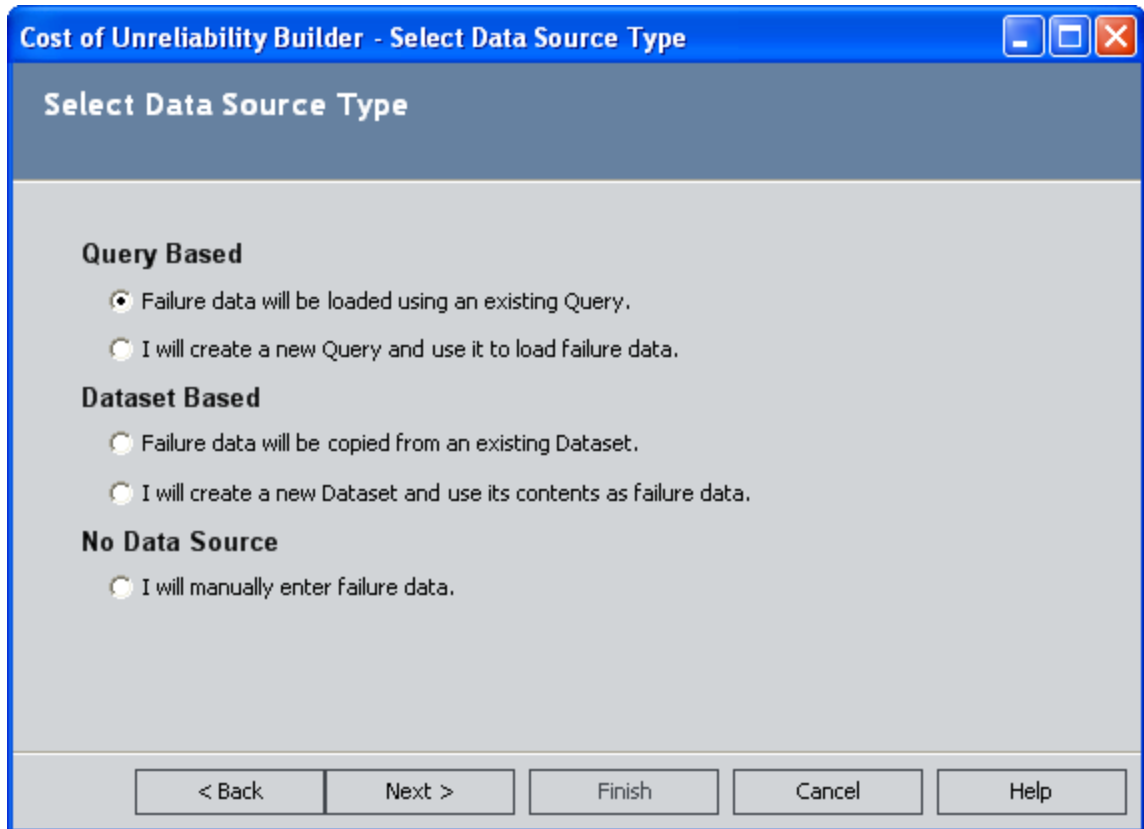 Cost of Unreliability Builder - Select Data Source Type
Select Data Source Type
Query Based
Failure data will be loaded using an existing Query.
I will create a new Query and use it to load failure data.
Dataset Based
Failure data will be copied from an existing Dataset.
I will create a new Dataset and use its contents as failure data.
No Data Source
I will manually enter failure data.
< Back Next > Finish Cancel Help